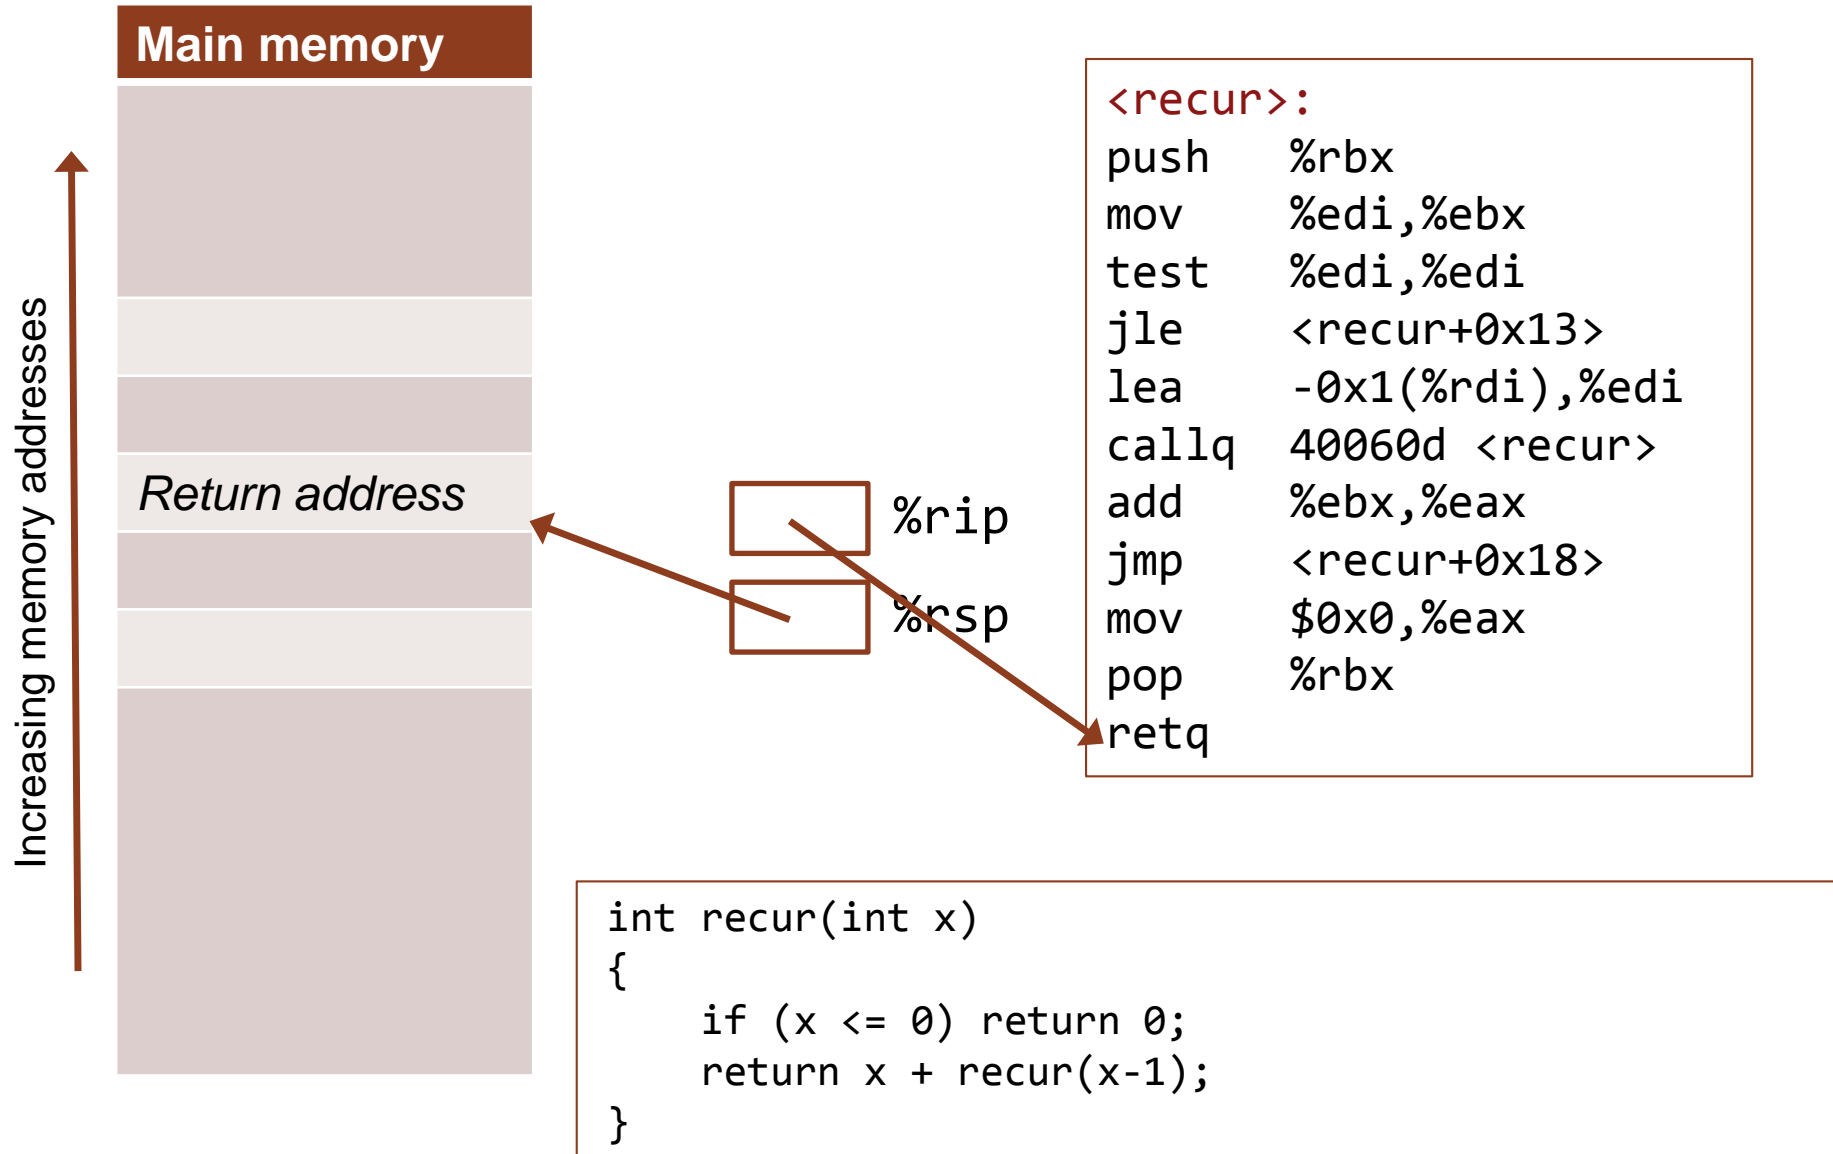 Main memory
Increasing memory addresses
Return address
%rip
%rsp
<recur>:
push %rbx
mov %edi,%ebx
test %edi,%edi
jle <recur+0x13>
lea -0x1(%rdi),%edi
callq 40060d <recur>
add %ebx,%eax
jmp <recur+0x18>
mov $0x0,%eax
pop %rbx
retq
int recur(int x)
{
    if (x <= 0) return 0;
    return x + recur(x-1);
}